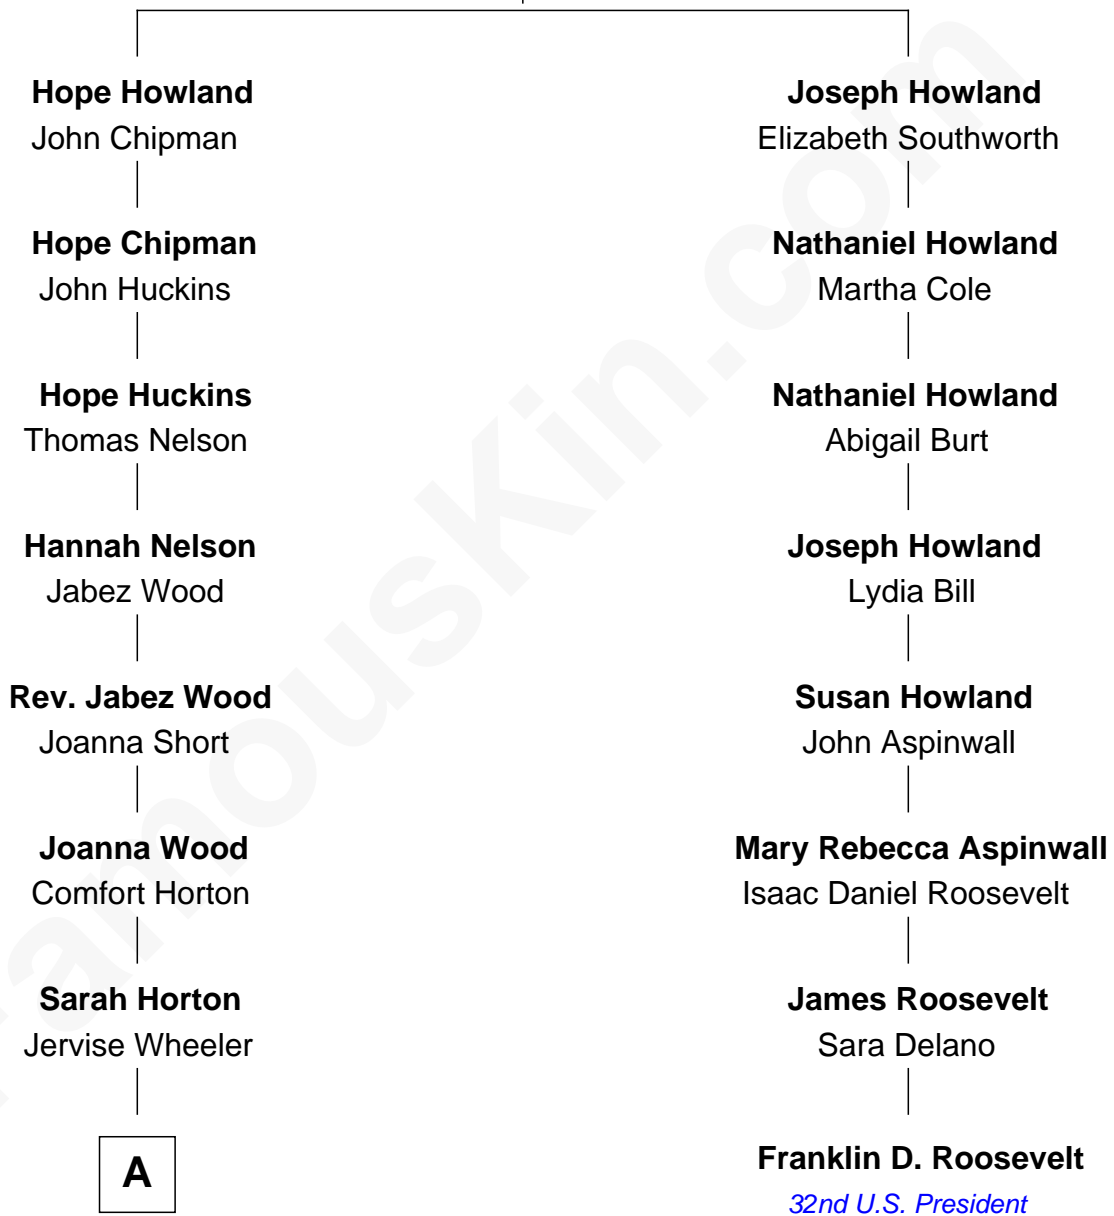 Hope Howland
John Chipman
Hope Chipman
John Huckins
Hope Huckins
Thomas Nelson
Hannah Nelson
Jabez Wood
Rev. Jabez Wood
Joanna Short
Joanna Wood
Comfort Horton
Sarah Horton
Jervise Wheeler
A
Joseph Howland
Elizabeth Southworth
Nathaniel Howland
Martha Cole
Nathaniel Howland
Abigail Burt
Joseph Howland
Lydia Bill
Susan Howland
John Aspinwall
Mary Rebecca Aspinwall
Isaac Daniel Roosevelt
James Roosevelt
Sara Delano
Franklin D. Roosevelt
32nd U.S. President
FamousKin.com